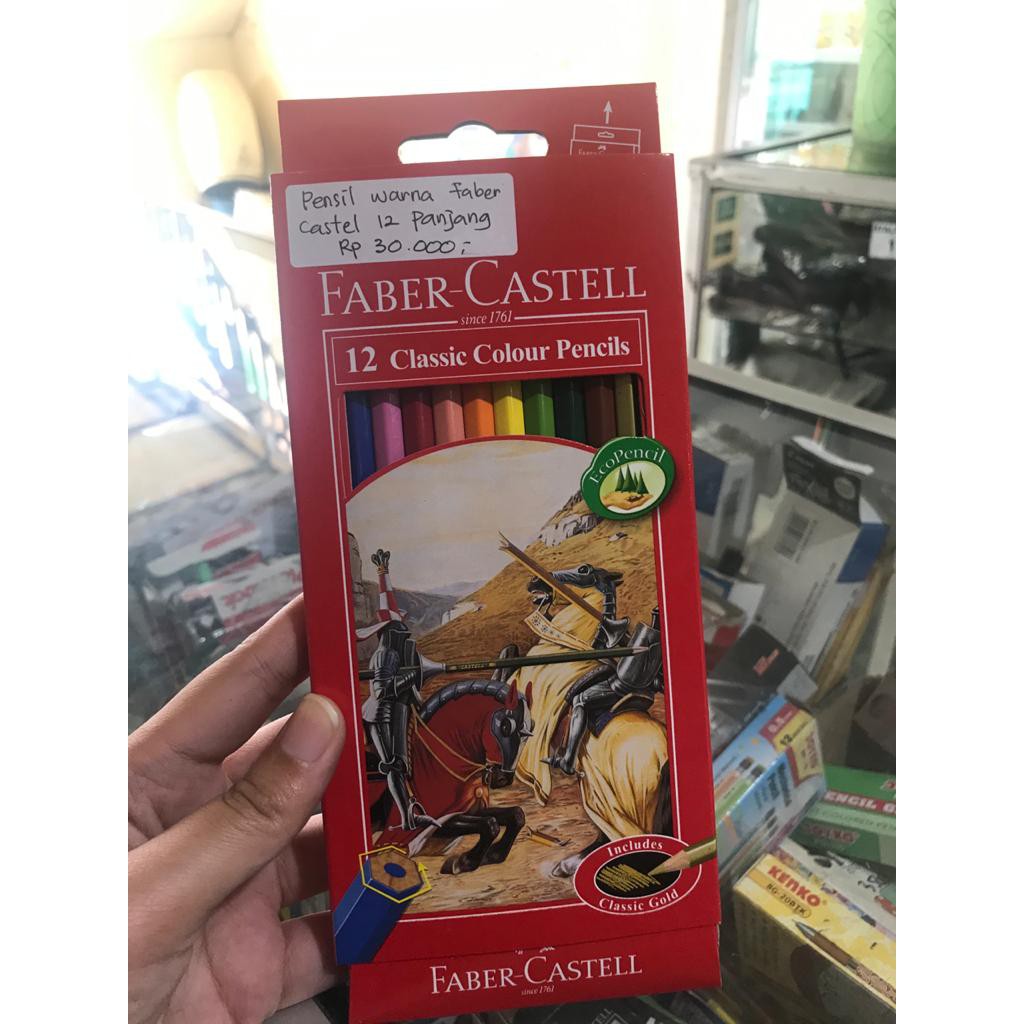 Pensil warna Faber
Castel 12 Panjang
Rp 30.000,-
FABER-CASTELL
since 1761
12 Classic Colour Pencils
EcoPencil
CASTELL
Includes
Classic Gold
FABER-CASTELL
since 1761
KENKO